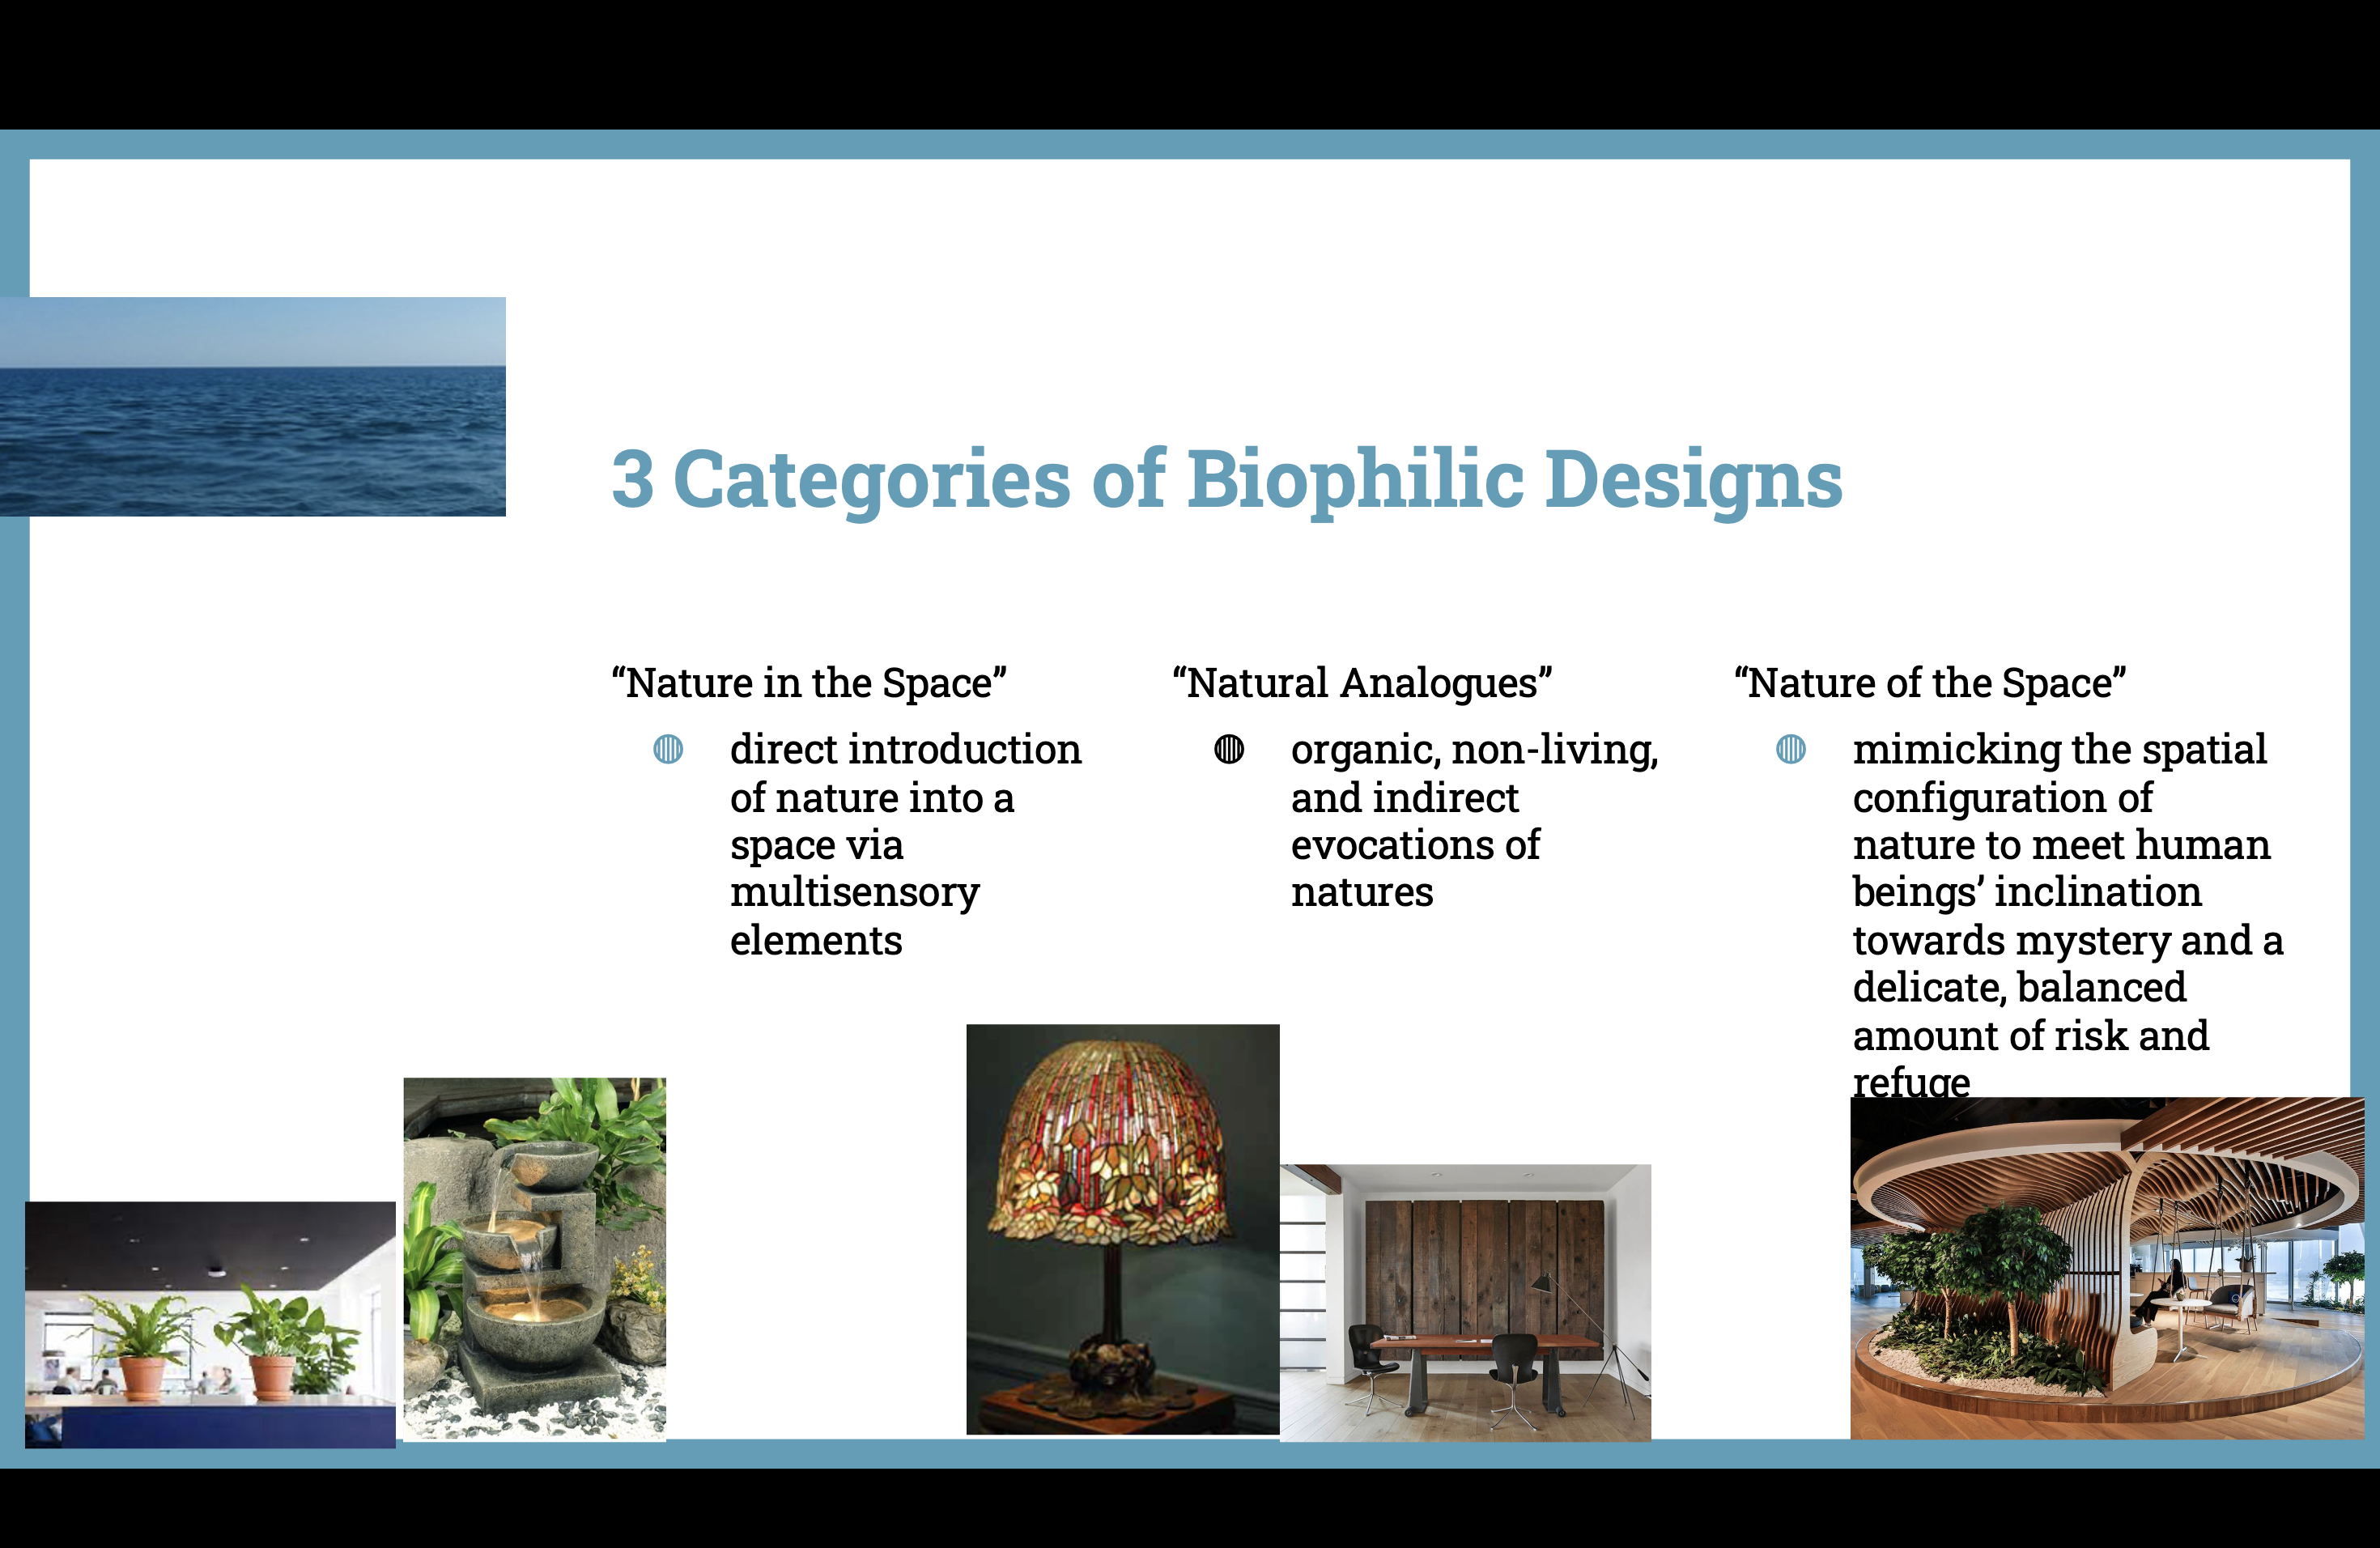 3 Categories of Biophilic Designs
“Nature in the Space”
direct introduction
of nature into a
space via
multisensory
elements
“Natural Analogues”
organic, non-living,
and indirect
evocations of
natures
“Nature of the Space”
mimicking the spatial
configuration of
nature to meet human
beings’ inclination
towards mystery and a
delicate, balanced
amount of risk and
refuge